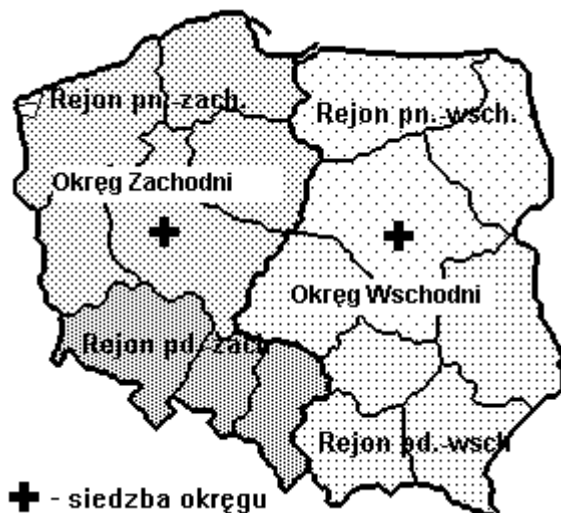 Rejon pn.-zach.
Rejon pn.-wsch.
Okręg Zachodni
Okręg Wschodni
Rejon pd.-zach
Rejon pd.-wsch
- siedzba okręgu